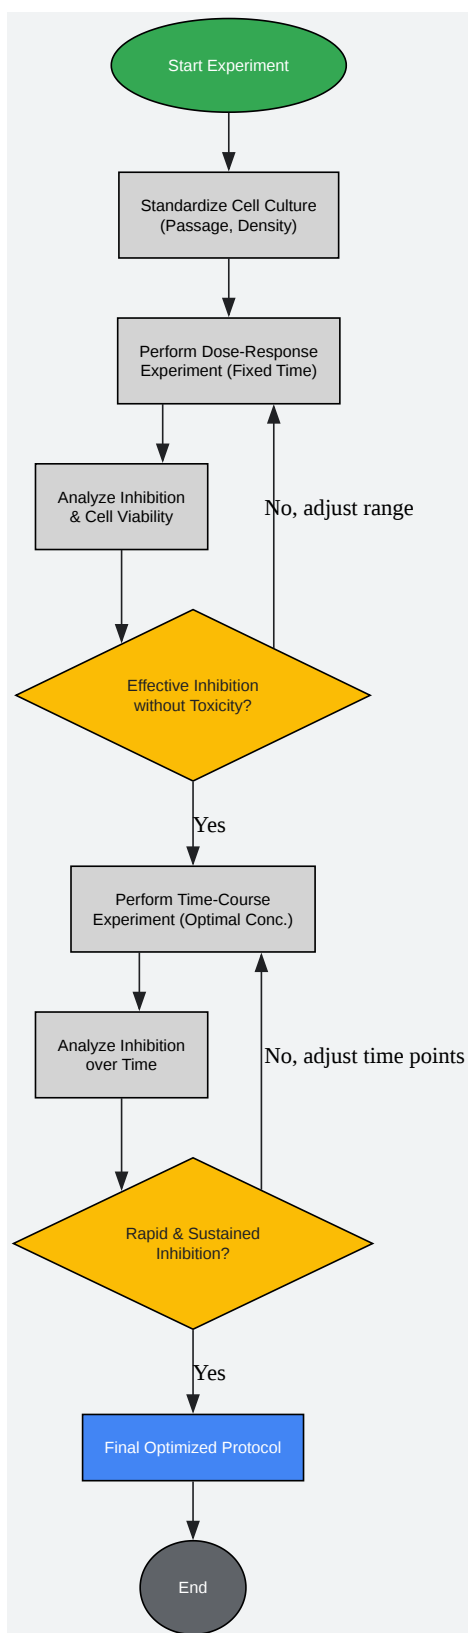 Start Experiment
Standardize Cell Culture
(Passage, Density)
Perform Dose-Response
Experiment (Fixed Time)
Analyze Inhibition
& Cell Viability
No, adjust range
Effective Inhibition
without Toxicity?
Yes
Perform Time-Course
Experiment (Optimal Conc.)
Analyze Inhibition
over Time
No, adjust time points
Rapid & Sustained
Inhibition?
Yes
Final Optimized Protocol
End